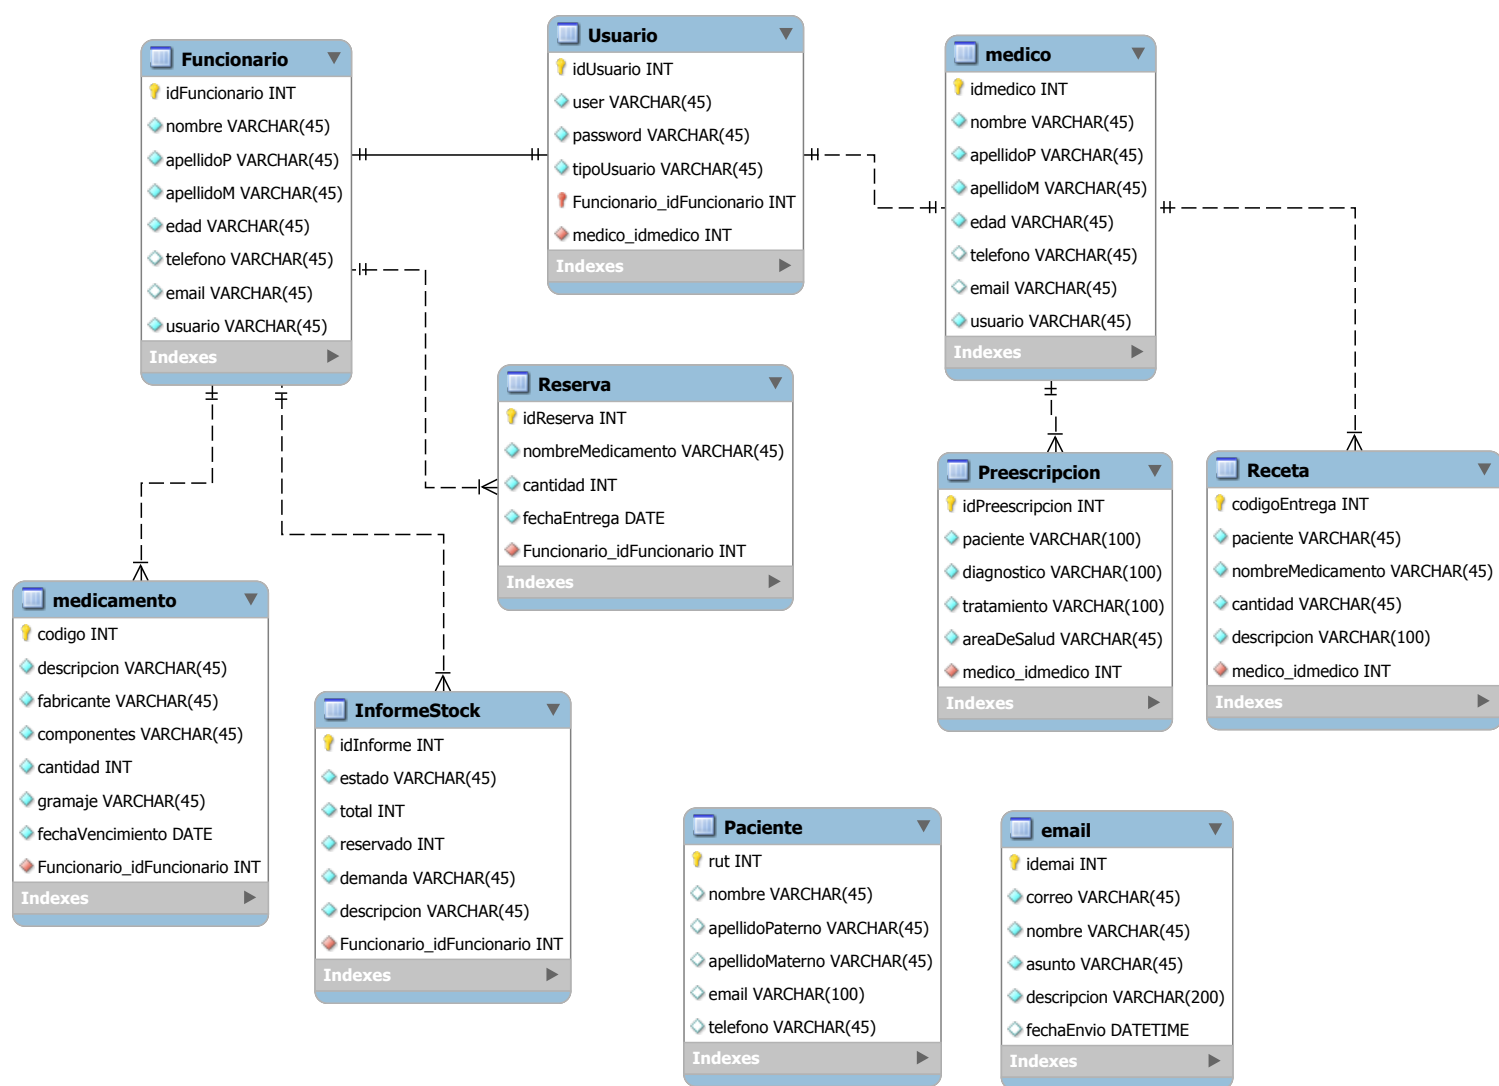 Funcionario
idFuncionario INT
nombre VARCHAR(45)
apellidoP VARCHAR(45)
apellidoM VARCHAR(45)
edad VARCHAR(45)
telefono VARCHAR(45)
email VARCHAR(45)
usuario VARCHAR(45)
Indexes
Usuario
idUsuario INT
user VARCHAR(45)
password VARCHAR(45)
tipoUsuario VARCHAR(45)
Funcionario_idFuncionario INT
medico_idmedico INT
Indexes
medico
idmedico INT
nombre VARCHAR(45)
apellidoP VARCHAR(45)
apellidoM VARCHAR(45)
edad VARCHAR(45)
telefono VARCHAR(45)
email VARCHAR(45)
usuario VARCHAR(45)
Indexes
Reserva
idReserva INT
nombreMedicamento VARCHAR(45)
cantidad INT
fechaEntrega DATE
Funcionario_idFuncionario INT
Indexes
Preescripcion
idPreescripcion INT
paciente VARCHAR(100)
diagnostico VARCHAR(100)
tratamiento VARCHAR(100)
areaDeSalud VARCHAR(45)
medico_idmedico INT
Indexes
Receta
codigoEntrega INT
paciente VARCHAR(45)
nombreMedicamento VARCHAR(45)
cantidad VARCHAR(45)
descripcion VARCHAR(100)
medico_idmedico INT
Indexes
medicamento
codigo INT
descripcion VARCHAR(45)
fabricante VARCHAR(45)
componentes VARCHAR(45)
cantidad INT
gramaje VARCHAR(45)
fechaVencimiento DATE
Funcionario_idFuncionario INT
Indexes
InformeStock
idInforme INT
estado VARCHAR(45)
total INT
reservado INT
demanda VARCHAR(45)
descripcion VARCHAR(45)
Funcionario_idFuncionario INT
Indexes
Paciente
rut INT
nombre VARCHAR(45)
apellidoPaterno VARCHAR(45)
apellidoMaterno VARCHAR(45)
email VARCHAR(100)
telefono VARCHAR(45)
Indexes
email
idemai INT
correo VARCHAR(45)
nombre VARCHAR(45)
asunto VARCHAR(45)
descripcion VARCHAR(200)
fechaEnvio DATETIME
Indexes